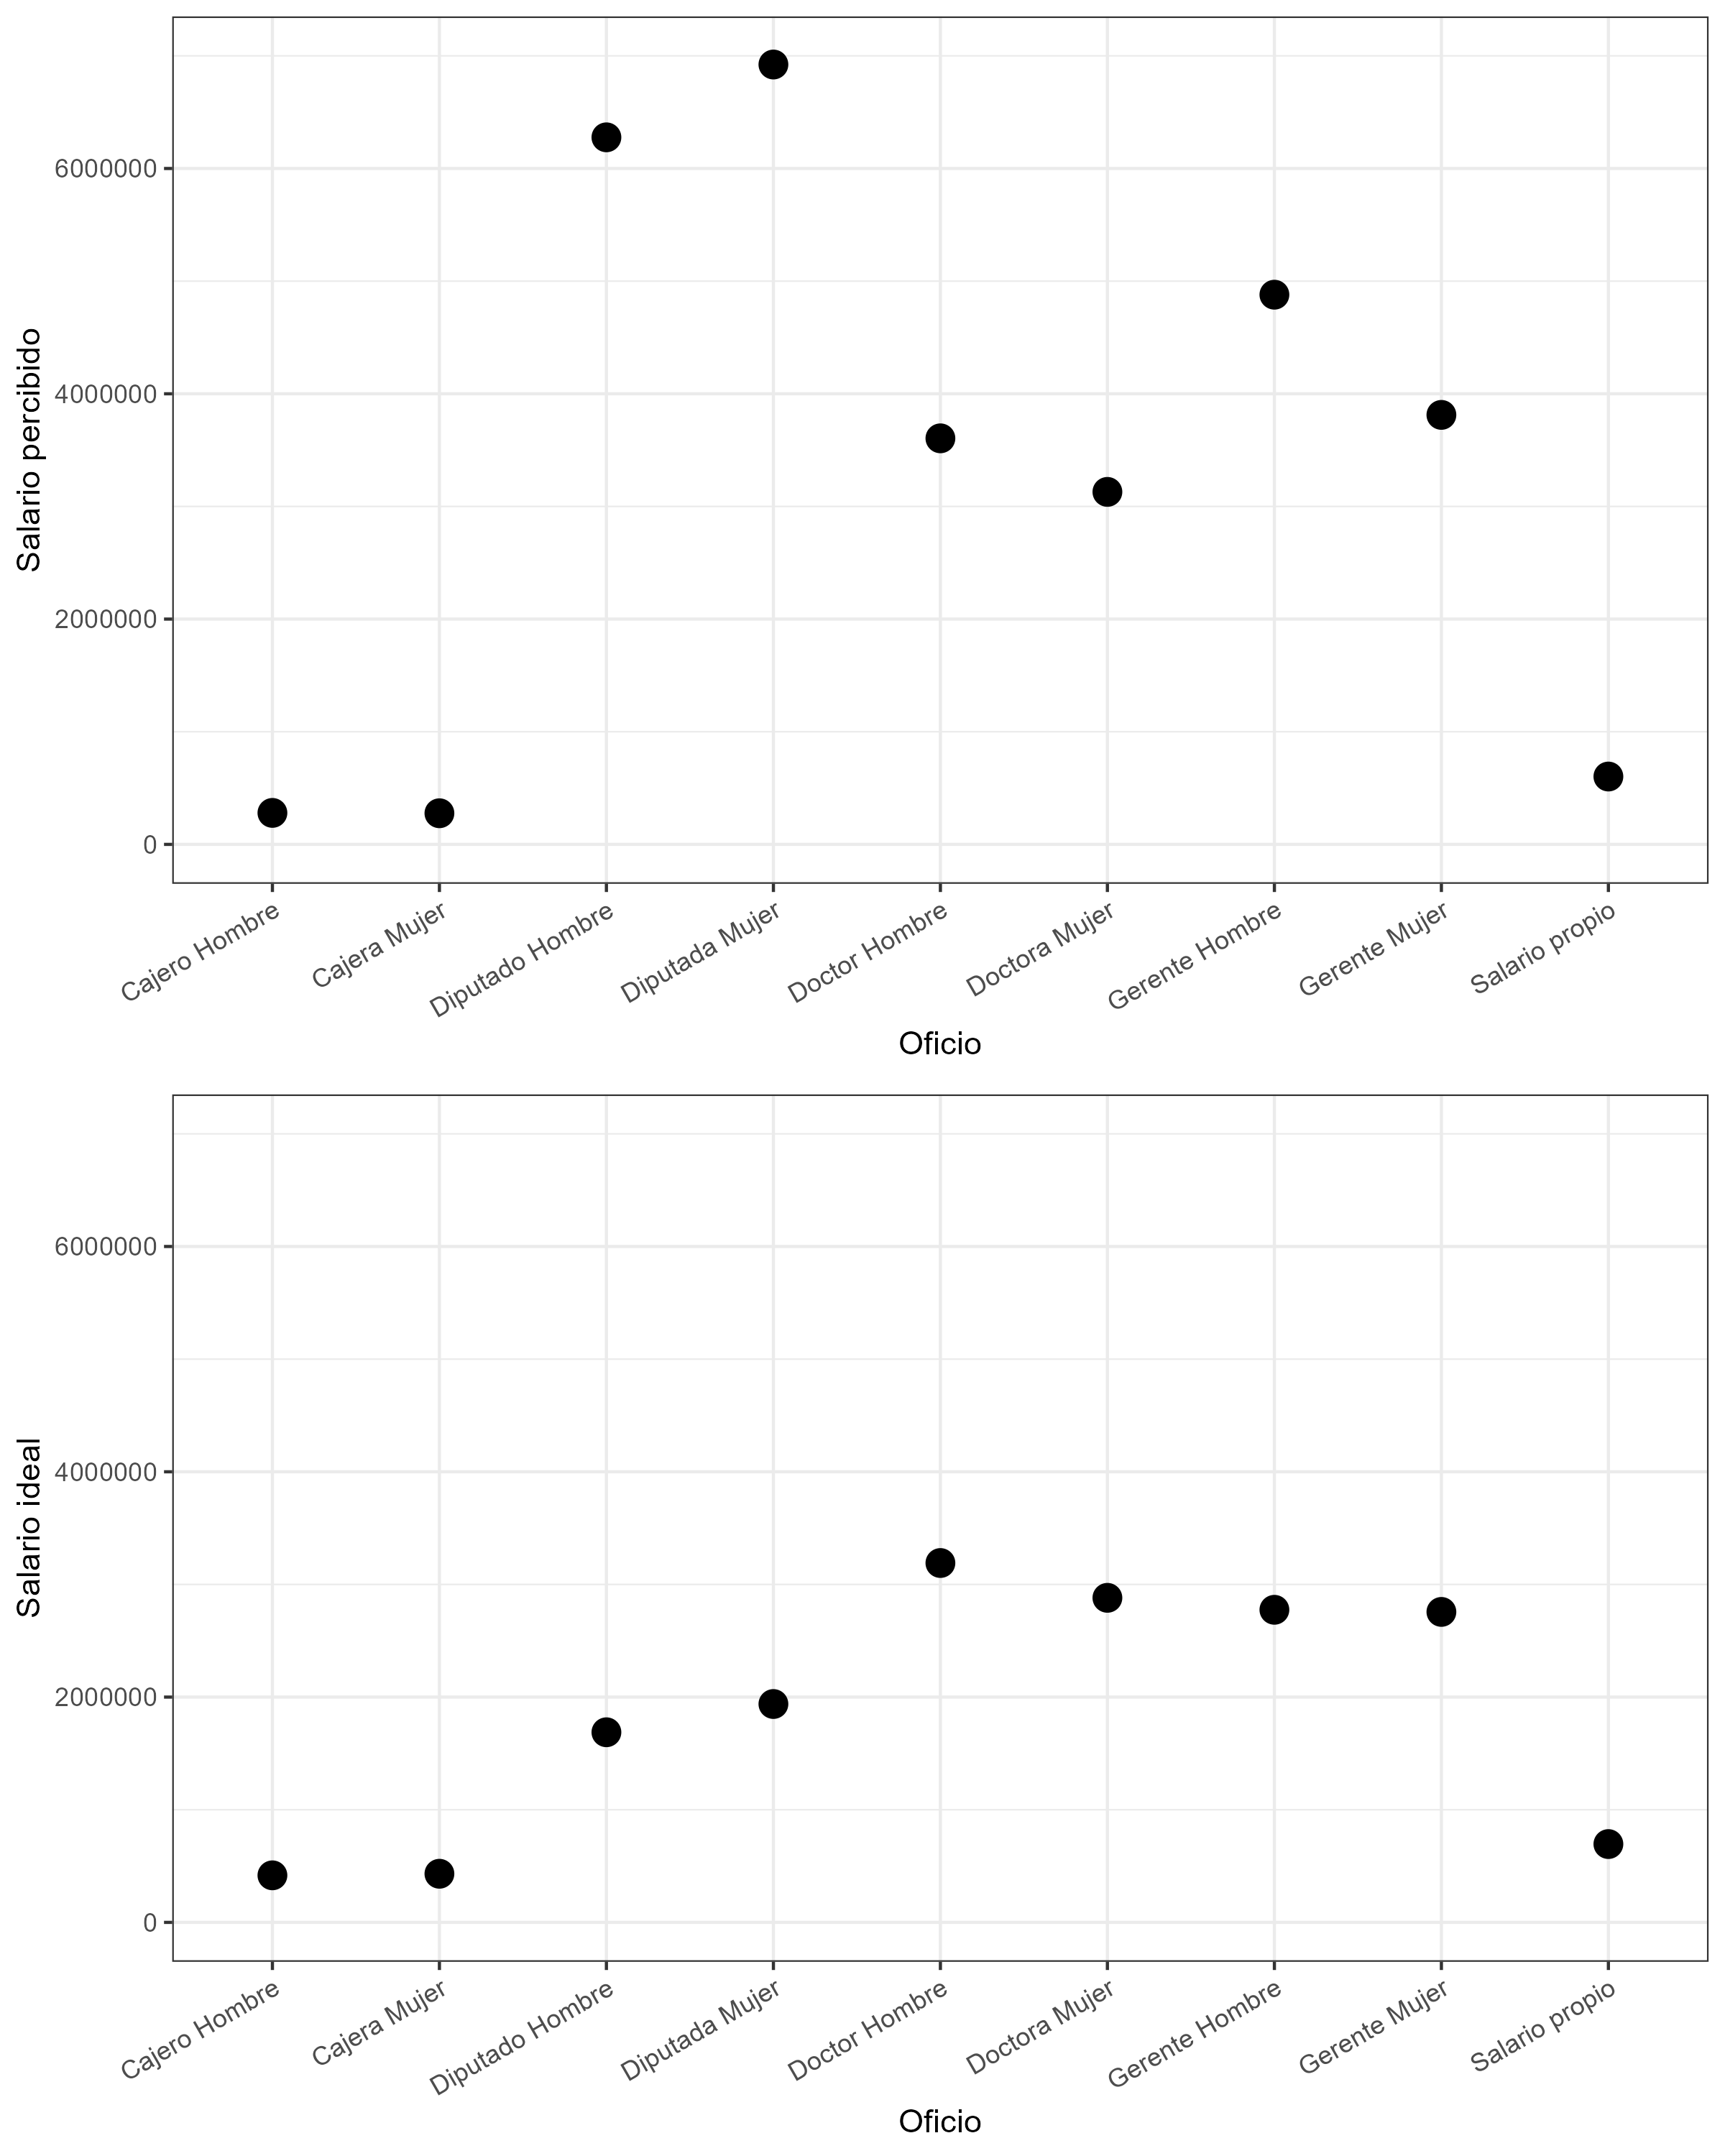 Salario percibido
6000000
4000000
2000000
0
Cajero Hombre
Cajera Mujer
Diputado Hombre
Diputada Mujer
Doctor Hombre
Doctora Mujer
Gerente Hombre
Gerente Mujer
Salario propio
Oficio
Salario ideal
6000000
4000000
2000000
0
Cajero Hombre
Cajera Mujer
Diputado Hombre
Diputada Mujer
Doctor Hombre
Doctora Mujer
Gerente Hombre
Gerente Mujer
Salario propio
Oficio